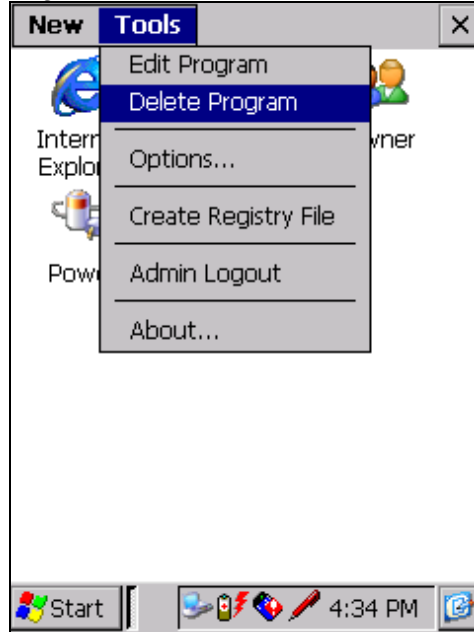 New Tools
Edit Program
Delete Program
Intern
Explo
wner
Options...
Create Registry File
Powe
Admin Logout
About...
Start
4:34 PM